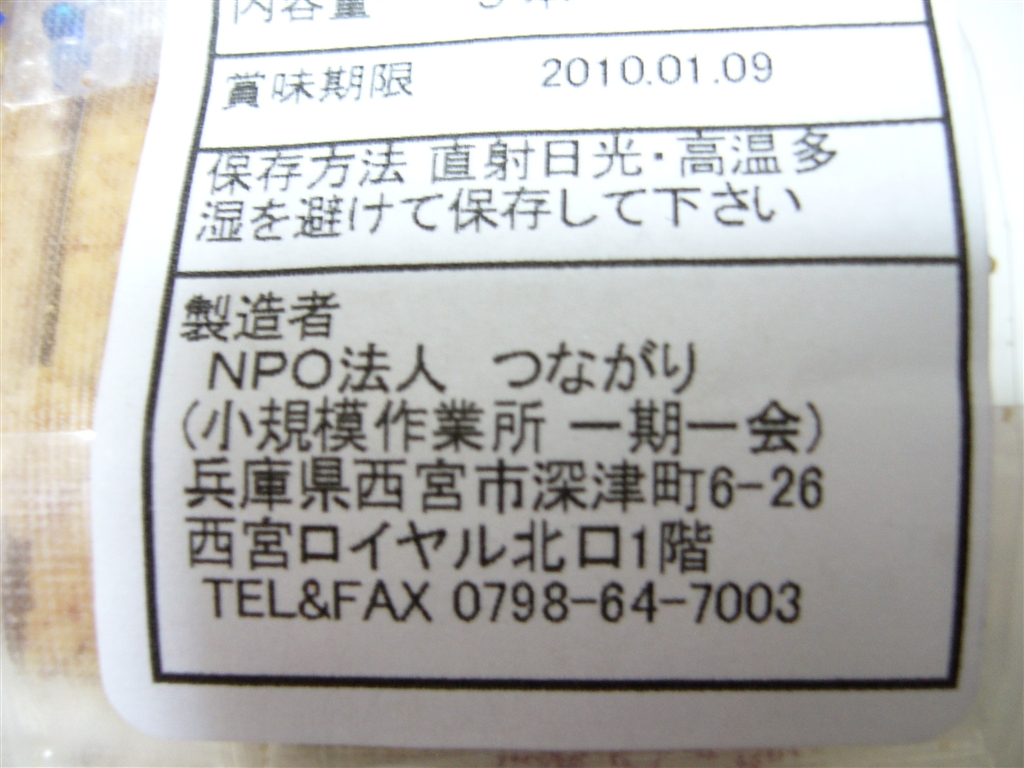 内容量
賞味期限 2010.01.09
保存方法 直射日光・高温多
湿を避けて保存して下さい
製造者
NPO法人 つながり
(小規模作業所 一期一会)
兵庫県西宮市深津町6-26
西宮ロイヤル北口1階
TEL&FAX 0798-64-7003